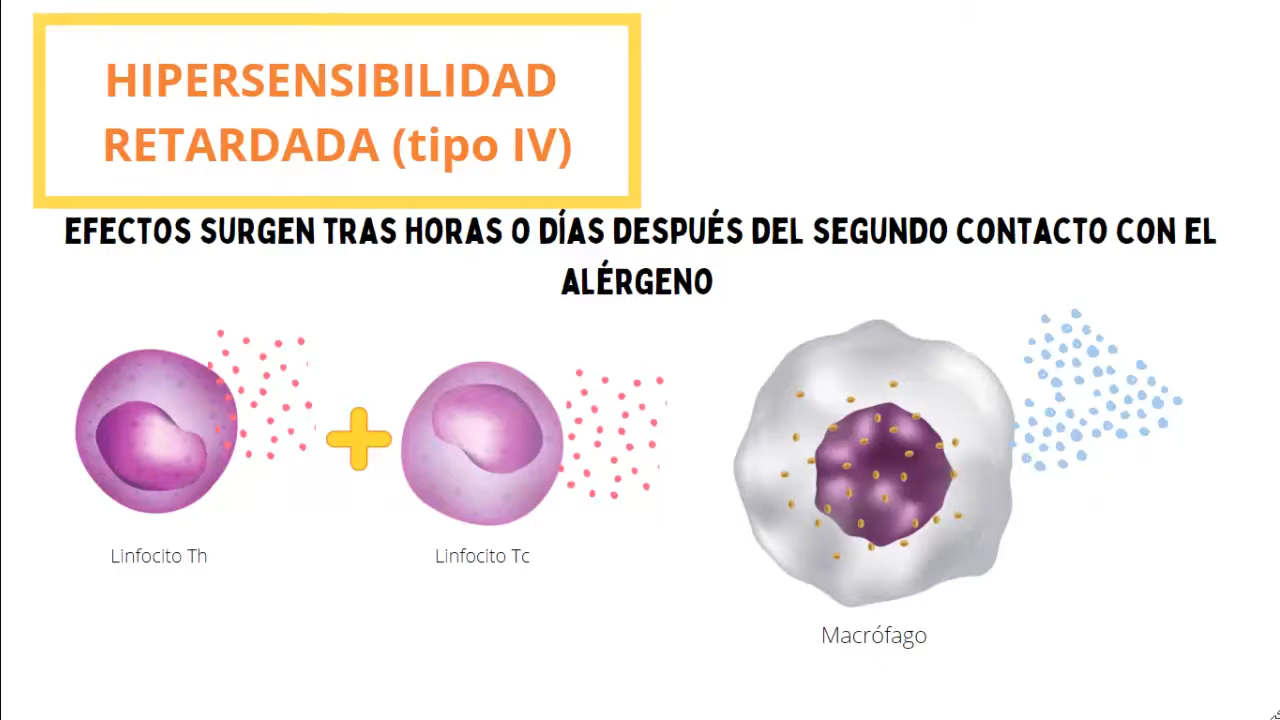 HIPERSENSIBILIDAD
RETARDADA (tipo IV)
EFECTOS SURGEN TRAS HORAS O DÍAS DESPUÉS DEL SEGUNDO CONTACTO CON EL
ALÉRGENO
Linfocito Th
Linfocito Tc
Macrófago